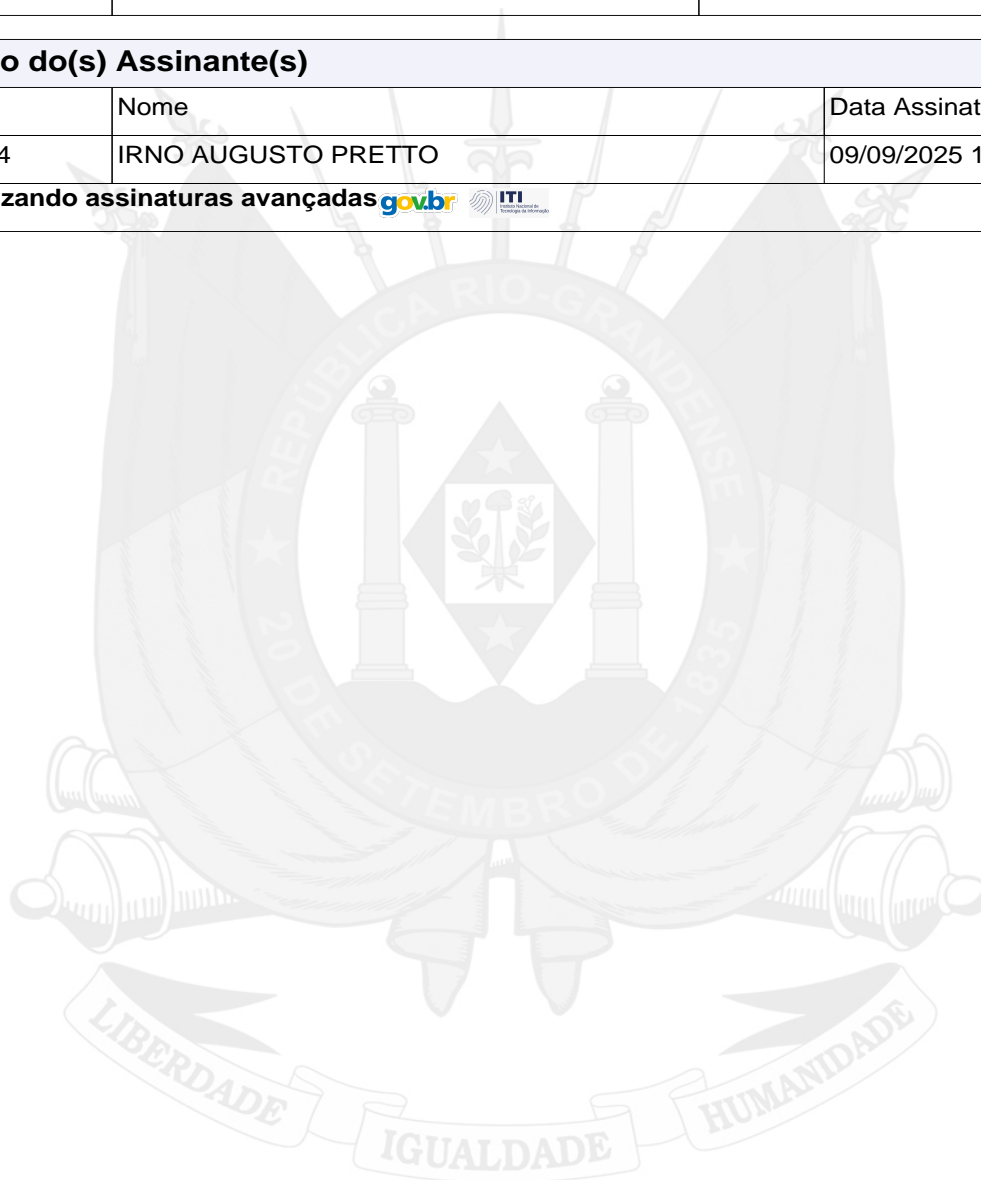 o do(s) Assinante(s)
Nome Data Assinat
4 IRNO AUGUSTO PRETTO 09/09/2025 1
zando assinaturas avançadas gov.br ITI
REPÚBLICA RIO-GRANDENSE
20 DE SETEMBRO DE 1835
LIBERDADE IGUALDADE HUMANIDADE